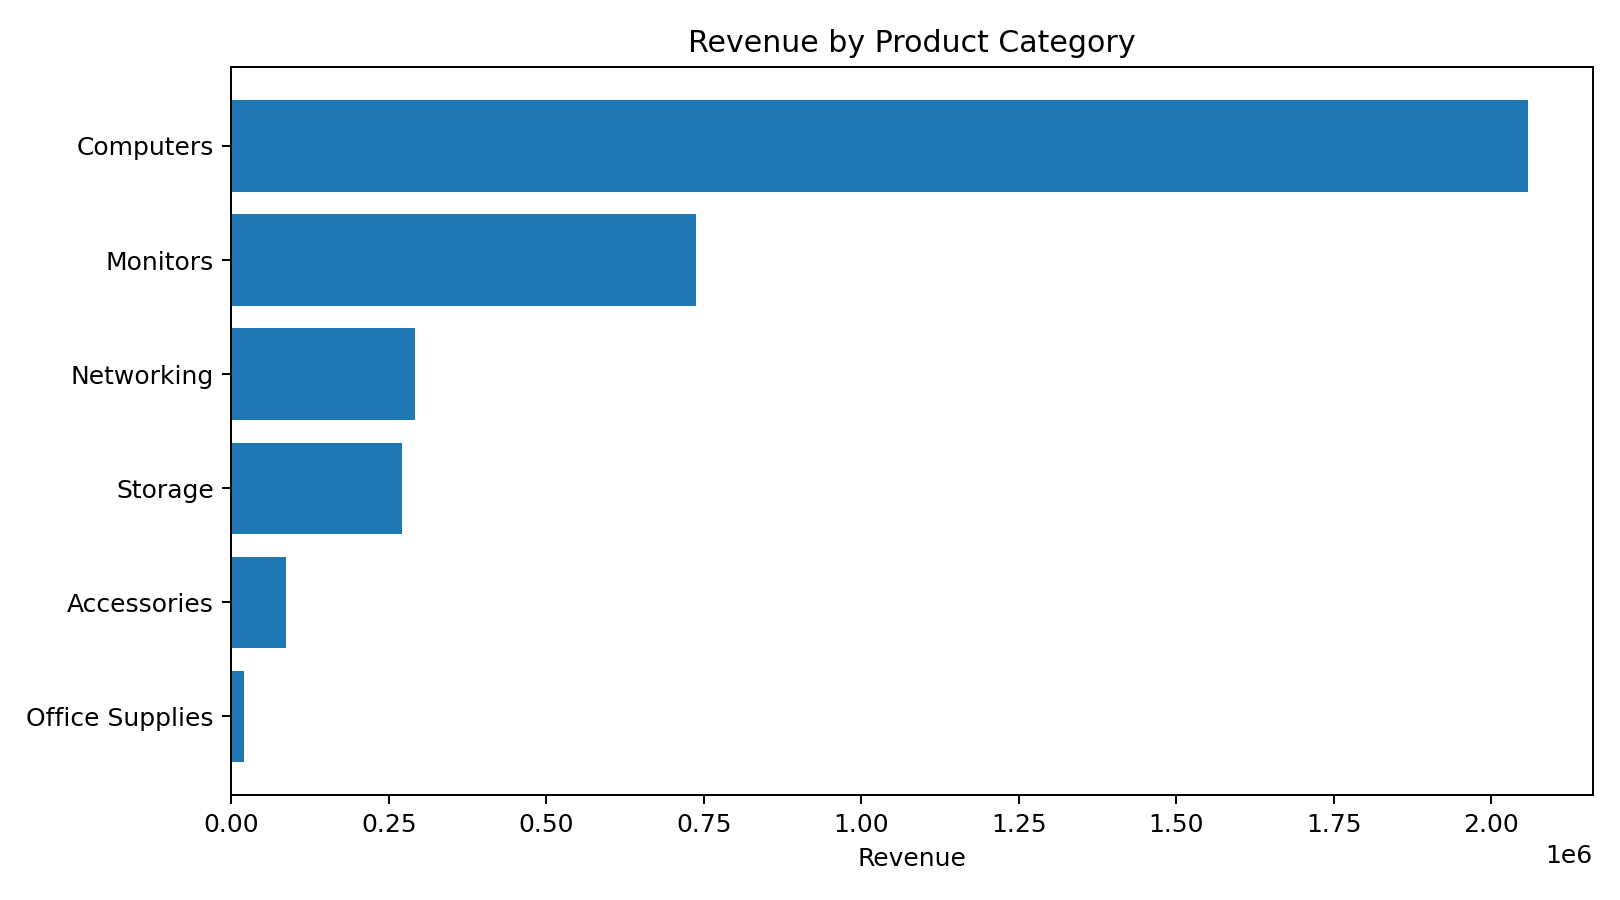 Revenue by Product Category
Computers
Monitors
Networking
Storage
Accessories
Office Supplies
0.00 0.25 0.50 0.75 1.00 1.25 1.50 1.75 2.00
1e6
Revenue